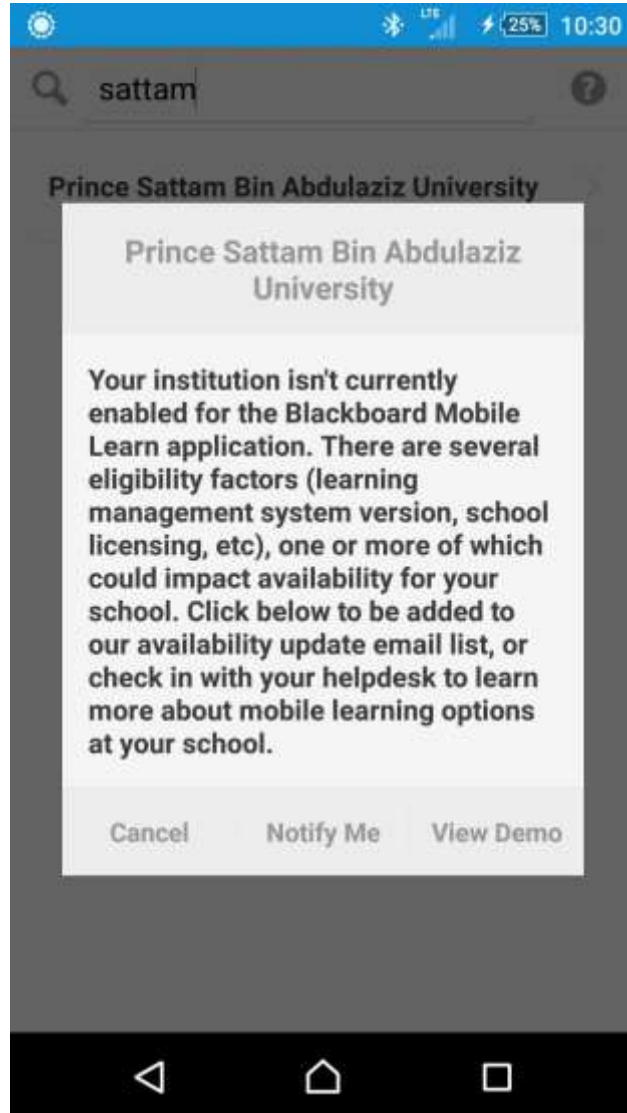 LTE 25% 10:30
sattam ?
Prince Sattam Bin Abdulaziz University
Prince Sattam Bin Abdulaziz
University
Your institution isn't currently
enabled for the Blackboard Mobile
Learn application. There are several
eligibility factors (learning
management system version, school
licensing, etc), one or more of which
could impact availability for your
school. Click below to be added to
our availability update email list, or
check in with your helpdesk to learn
more about mobile learning options
at your school.
Cancel Notify Me View Demo